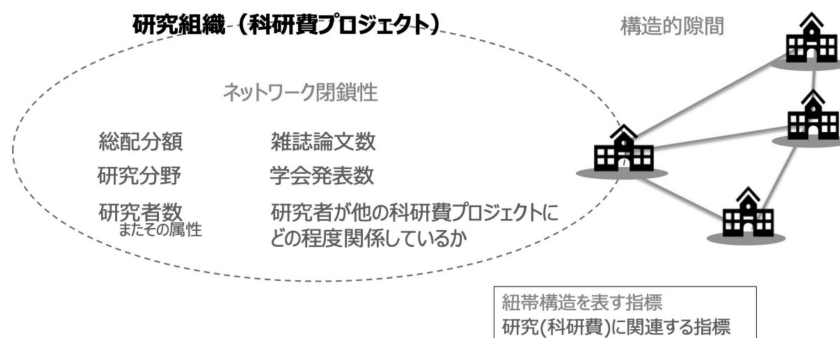 研究組織（科研費プロジェクト）
構造的隙間
ネットワーク閉鎖性
総配分額
雑誌論文数
研究分野
学会発表数
研究者数
またその属性
研究者が他の科研費プロジェクトに
どの程度関係しているか
紐帯構造を表す指標
研究(科研費)に関連する指標